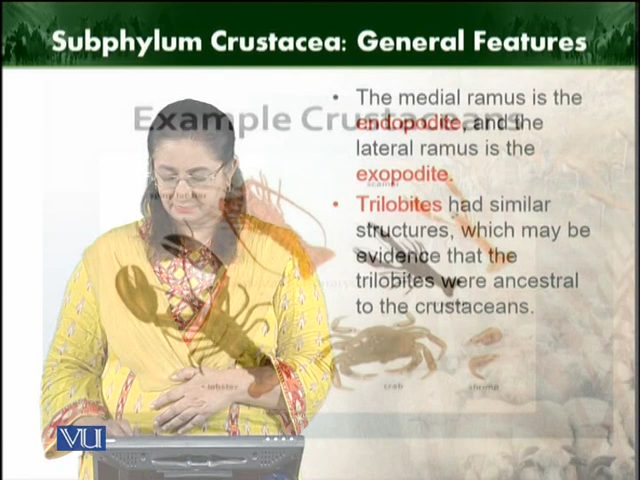 Subphylum Crustacea: General Features
Example Crustaceans
• The medial ramus is the
endopodite, and the
lateral ramus is the
exopodite.
• Trilobites had similar
structures, which may be
evidence that the
trilobites were ancestral
to the crustaceans.
scampi
lobster
crab
shrimp
VU